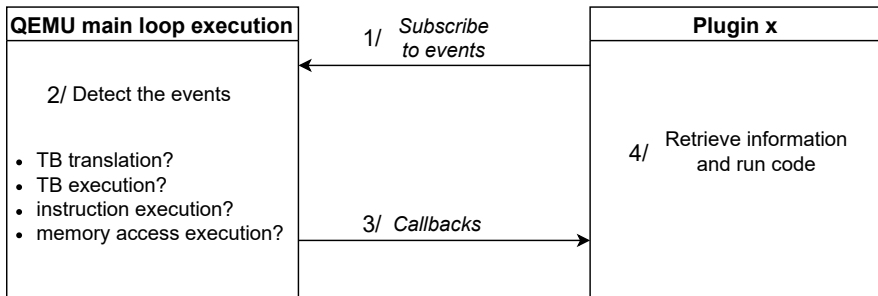 QEMU main loop execution
2/ Detect the events
• TB translation?
• TB execution?
• instruction execution?
• memory access execution?
1/ Subscribe
to events
3/ Callbacks
Plugin x
4/ Retrieve information
and run code